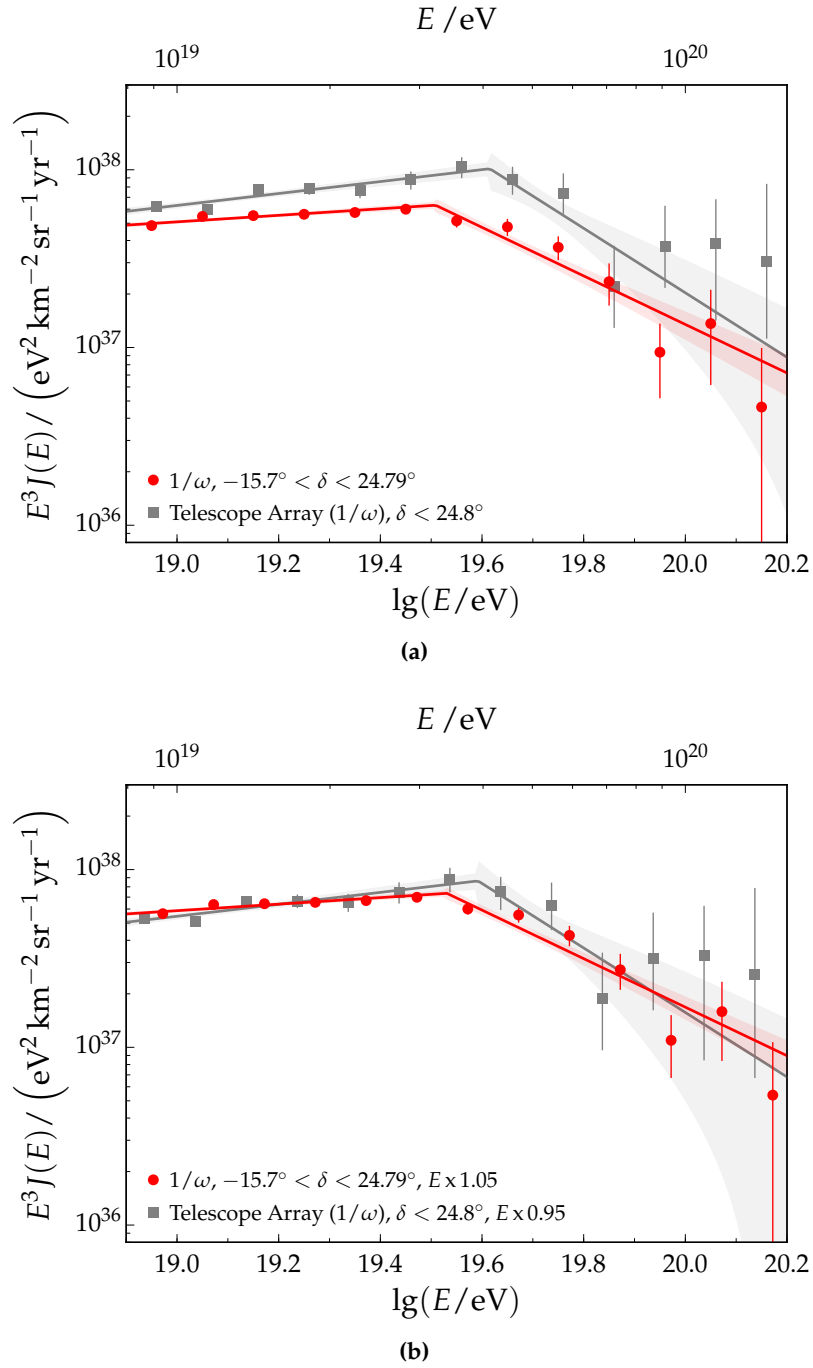 E /eV
10^19 10^20
E^3 J(E) / (eV^2 km^−2 sr^−1 yr^−1)
10^38
10^37
10^36
1/ω, −15.7° < δ < 24.79°
Telescope Array (1/ω), δ < 24.8°
19.0 19.2 19.4 19.6 19.8 20.0 20.2
lg(E/eV)
(a)
E /eV
10^19 10^20
E^3 J(E) / (eV^2 km^−2 sr^−1 yr^−1)
10^38
10^37
10^36
1/ω, −15.7° < δ < 24.79°, E x 1.05
Telescope Array (1/ω), δ < 24.8°, E x 0.95
19.0 19.2 19.4 19.6 19.8 20.0 20.2
lg(E/eV)
(b)